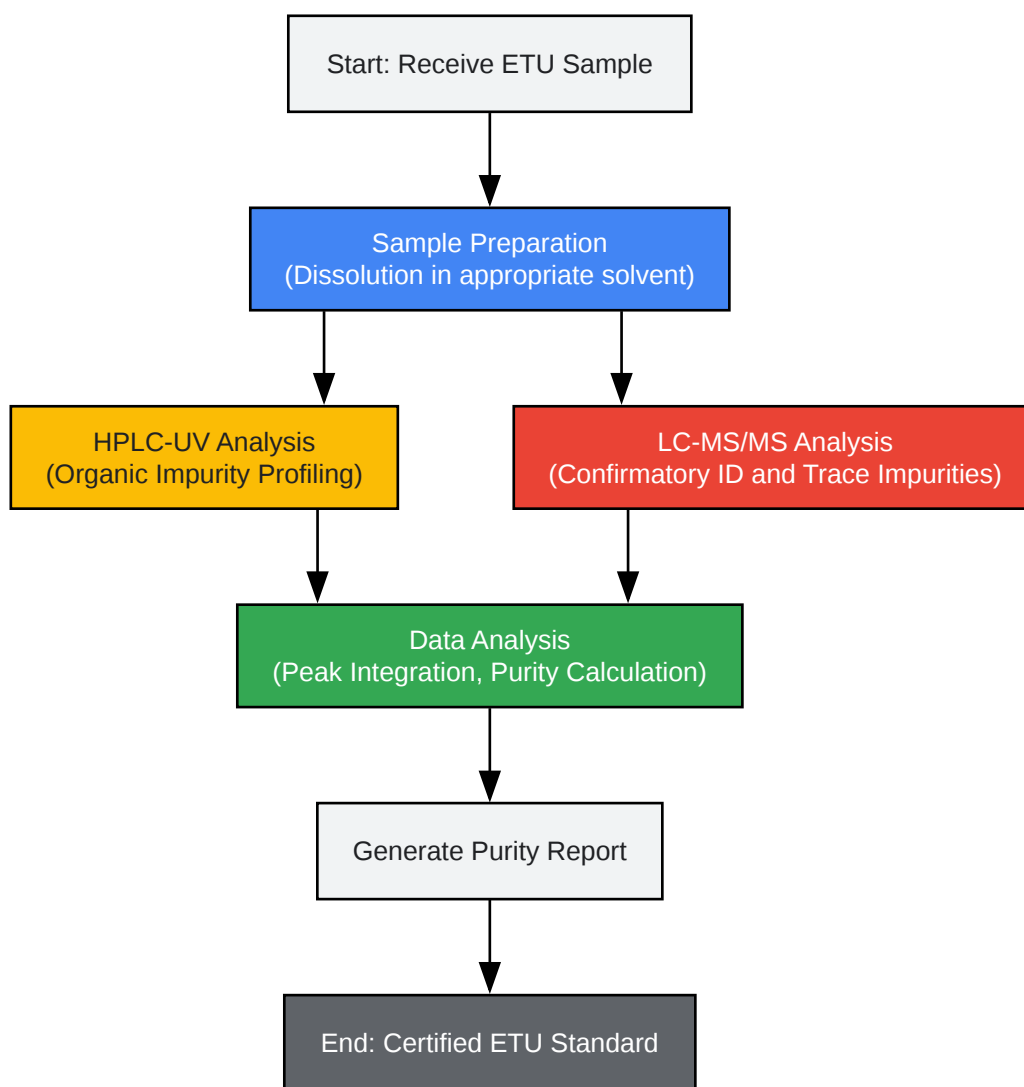 Start: Receive ETU Sample
Sample Preparation
(Dissolution in appropriate solvent)
HPLC-UV Analysis
(Organic Impurity Profiling)
LC-MS/MS Analysis
(Confirmatory ID and Trace Impurities)
Data Analysis
(Peak Integration, Purity Calculation)
Generate Purity Report
End: Certified ETU Standard